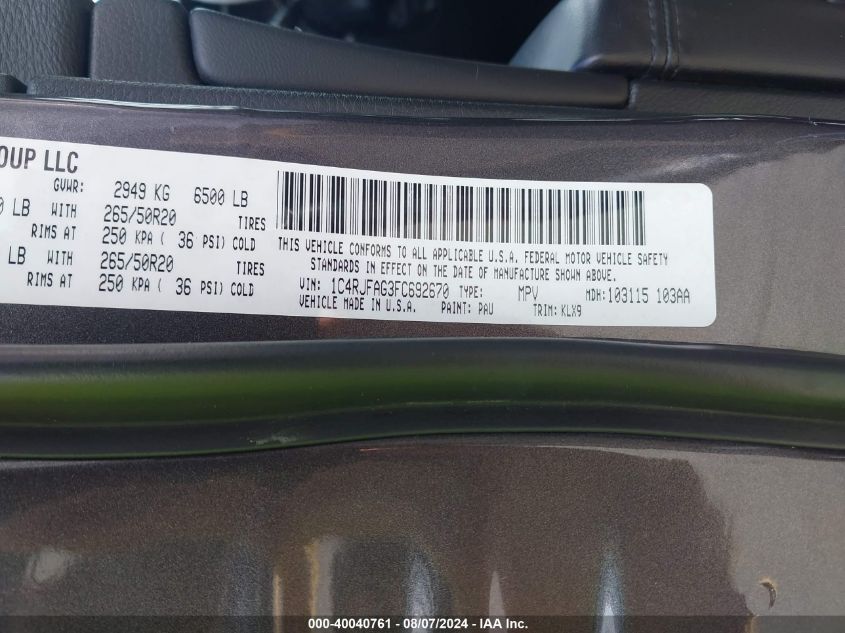 OUP LLC
GVWR: 2949 KG 6500 LB
0 LB WITH 265/50R20 TIRES
RIMS AT 250 KPA ( 36 PSI) COLD
LB WITH 265/50R20 TIRES
RIMS AT 250 KPA ( 36 PSI) COLD
THIS VEHICLE CONFORMS TO ALL APPLICABLE U.S.A. FEDERAL MOTOR VEHICLE SAFETY
STANDARDS IN EFFECT ON THE DATE OF MANUFACTURE SHOWN ABOVE.
VIN: 1C4RJFAG3FC692670 TYPE: MPV MDH:103115 103AA
VEHICLE MADE IN U.S.A. PAINT: PAU TRIM: KLX9
000-40040761 - 08/07/2024 - IAA Inc.